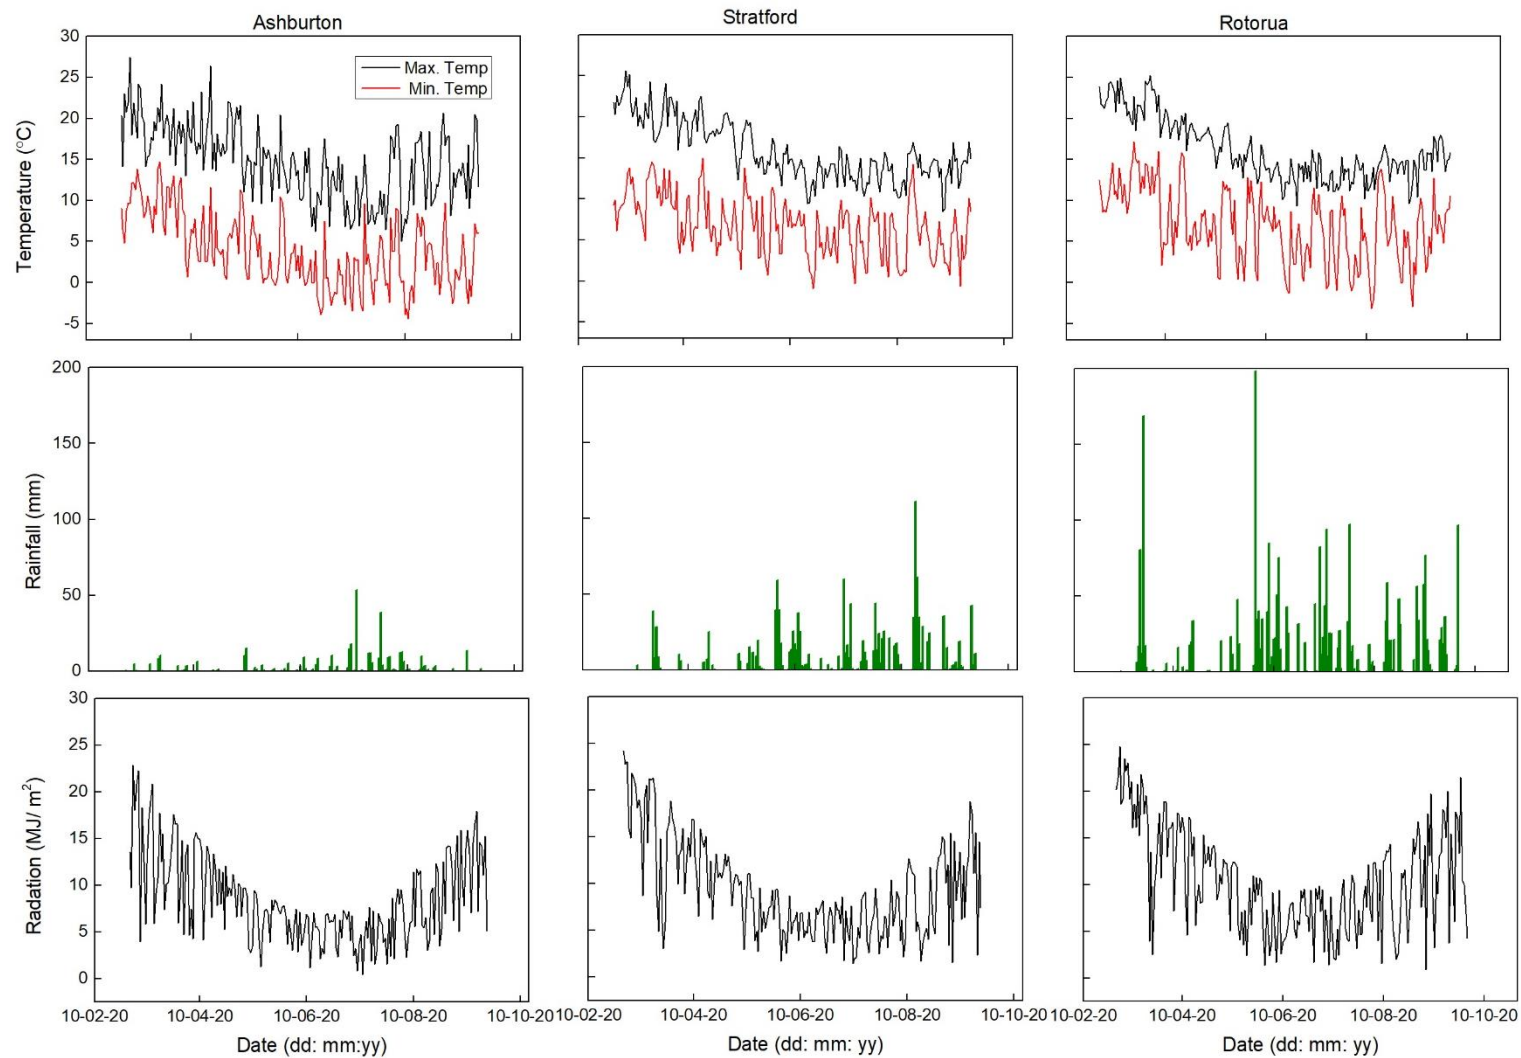 Ashburton
Stratford
Rotorua
30
25
20
15
10
5
0
-5
Temperature (°C)
Max. Temp
Min. Temp
200
150
100
50
0
Rainfall (mm)
30
25
20
15
10
5
0
Radation (MJ/ m²)
10-02-20 10-04-20 10-06-20 10-08-20 10-10-20 10-02-20 10-04-20 10-06-20 10-08-20 10-10-20 10-02-20 10-04-20 10-06-20 10-08-20 10-10-20
Date (dd: mm:yy)
Date (dd: mm: yy)
Date (dd: mm: yy)